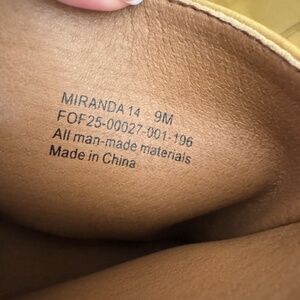 MIRANDA 14 9M
FOF25-00027-001-196
All man-made materials
Made in China